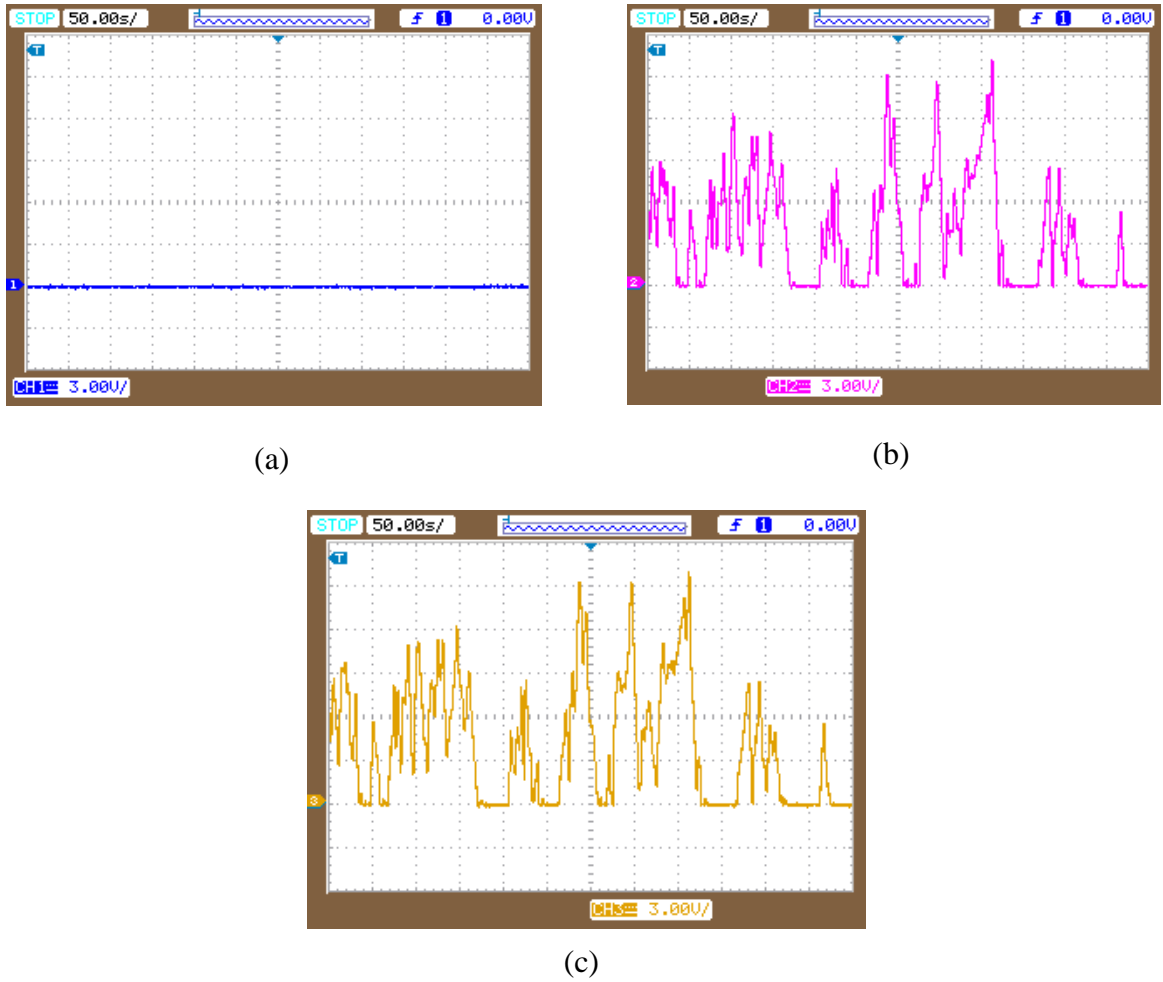 STOP 50.00s/ 1 0.00V
T
1
CH1 3.00V/
(a)
STOP 50.00s/ 1 0.00V
T
2
CH2 3.00V/
(b)
STOP 50.00s/ 1 0.00V
T
3
CH3 3.00V/
(c)